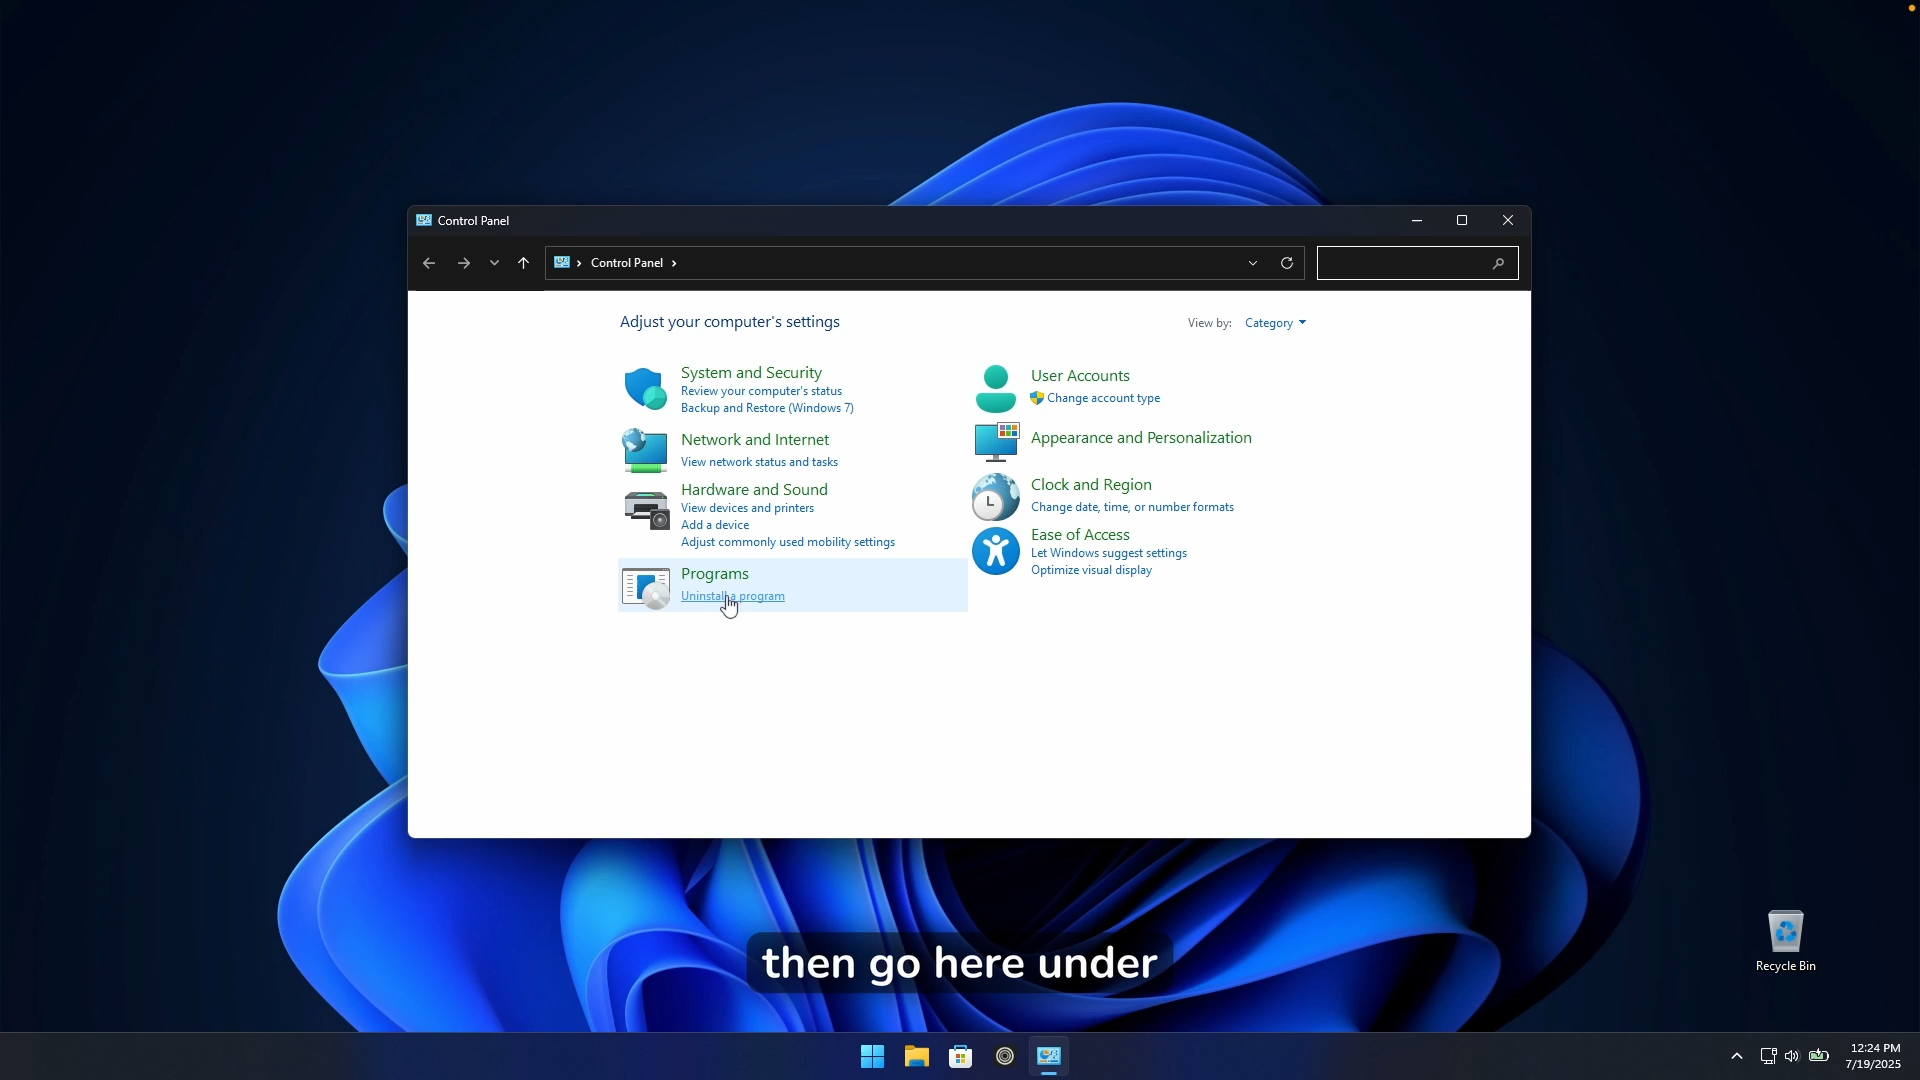 Control Panel
Control Panel
Adjust your computer's settings
View by: Category
System and Security
Review your computer's status
Backup and Restore (Windows 7)
Network and Internet
View network status and tasks
Hardware and Sound
View devices and printers
Add a device
Adjust commonly used mobility settings
Programs
Uninstall a program
User Accounts
Change account type
Appearance and Personalization
Clock and Region
Change date, time, or number formats
Ease of Access
Let Windows suggest settings
Optimize visual display
then go here under
Recycle Bin
12:24 PM
7/19/2025